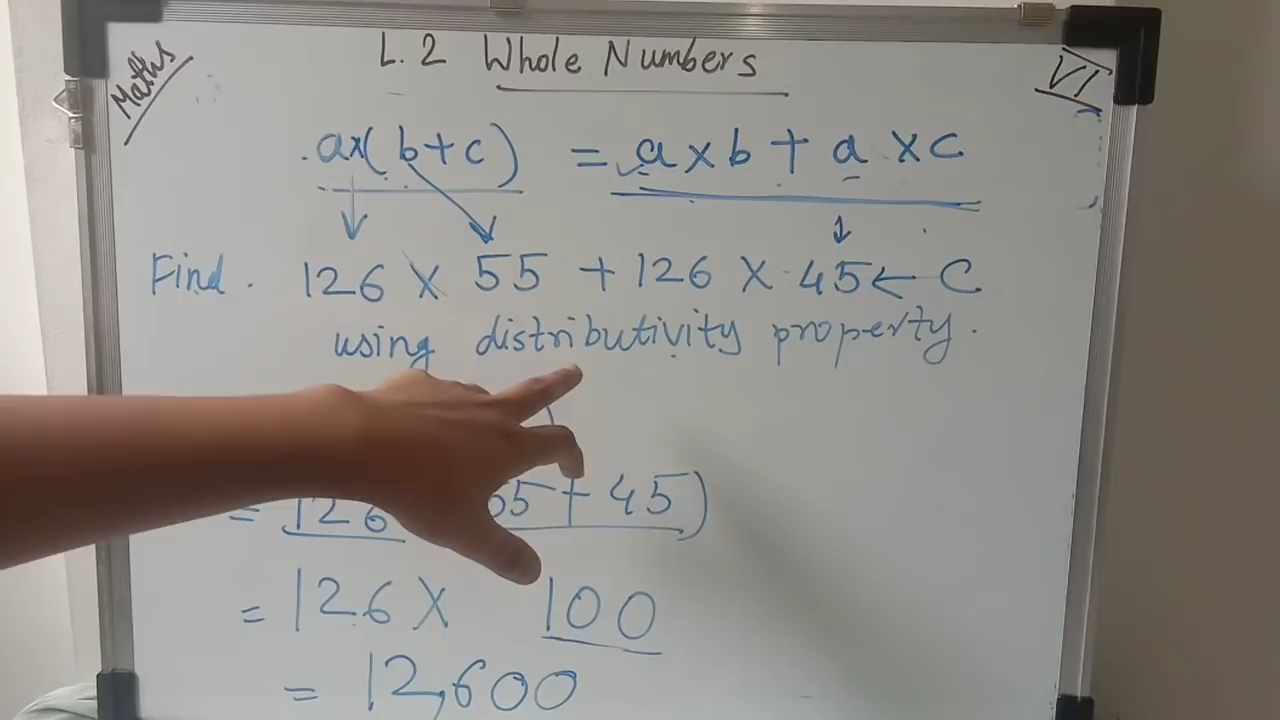 Maths
L.2 Whole Numbers
VI
a×(b+c) = a×b + a×c
Find. 126 × 55 + 126 × 45 ← C
using distributivity property.
= 126 55 + 45)
= 126 × 100
= 12,600